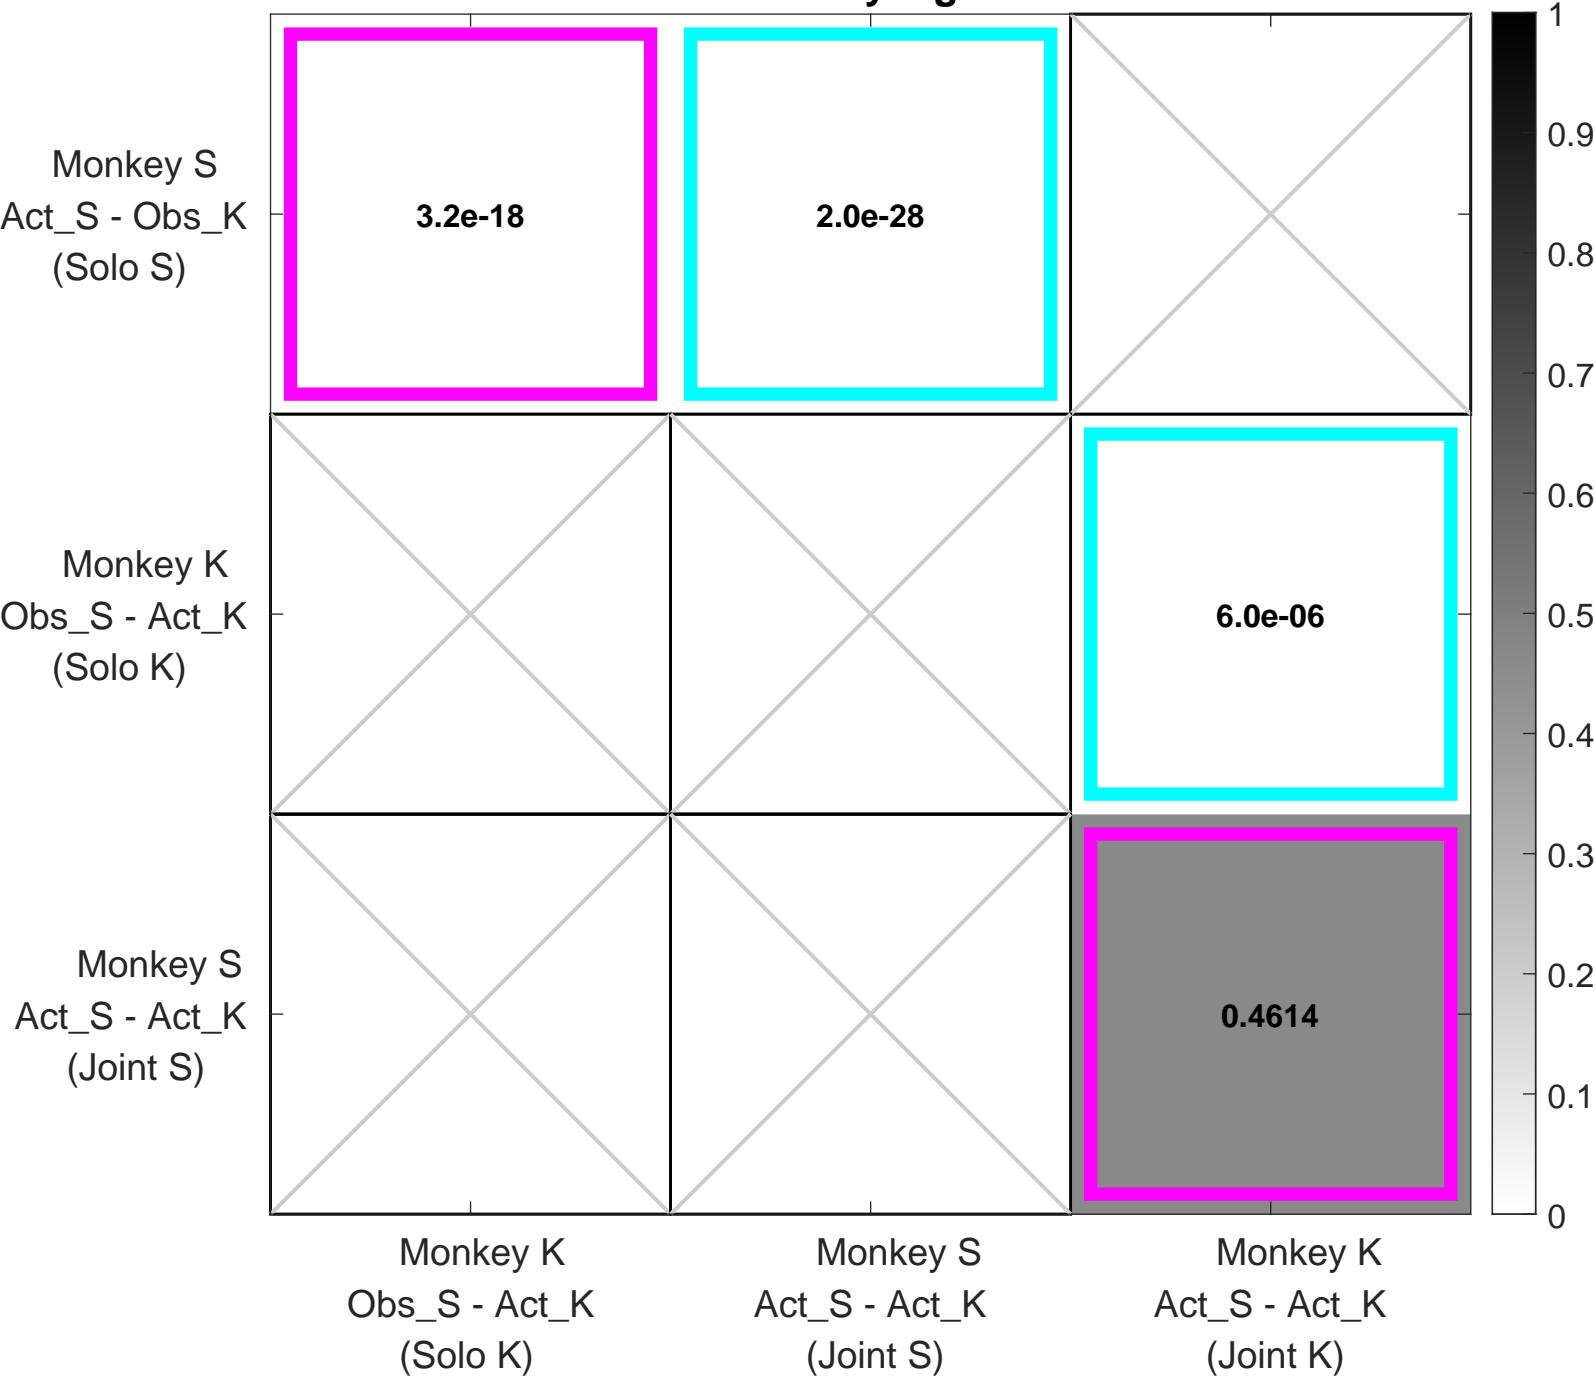 1
0.9
0.8
0.7
0.6
0.5
0.4
0.3
0.2
0.1
0
Monkey S
Act_S - Obs_K
(Solo S)
3.2e-18
2.0e-28
Monkey K
Obs_S - Act_K
(Solo K)
6.0e-06
Monkey S
Act_S - Act_K
(Joint S)
0.4614
Monkey K
Obs_S - Act_K
(Solo K)
Monkey S
Act_S - Act_K
(Joint S)
Monkey K
Act_S - Act_K
(Joint K)